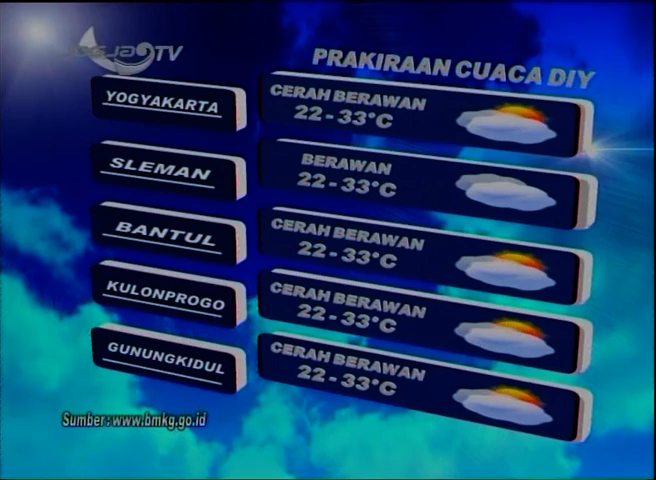 JOGJA TV
PRAKIRAAN CUACA DIY
YOGYAKARTA
CERAH BERAWAN
22 - 33°C
SLEMAN
BERAWAN
22 - 33°C
BANTUL
CERAH BERAWAN
22 - 33°C
KULONPROGO
CERAH BERAWAN
22 - 33°C
GUNUNGKIDUL
CERAH BERAWAN
22 - 33°C
Sumber : www.bmkg.go.id